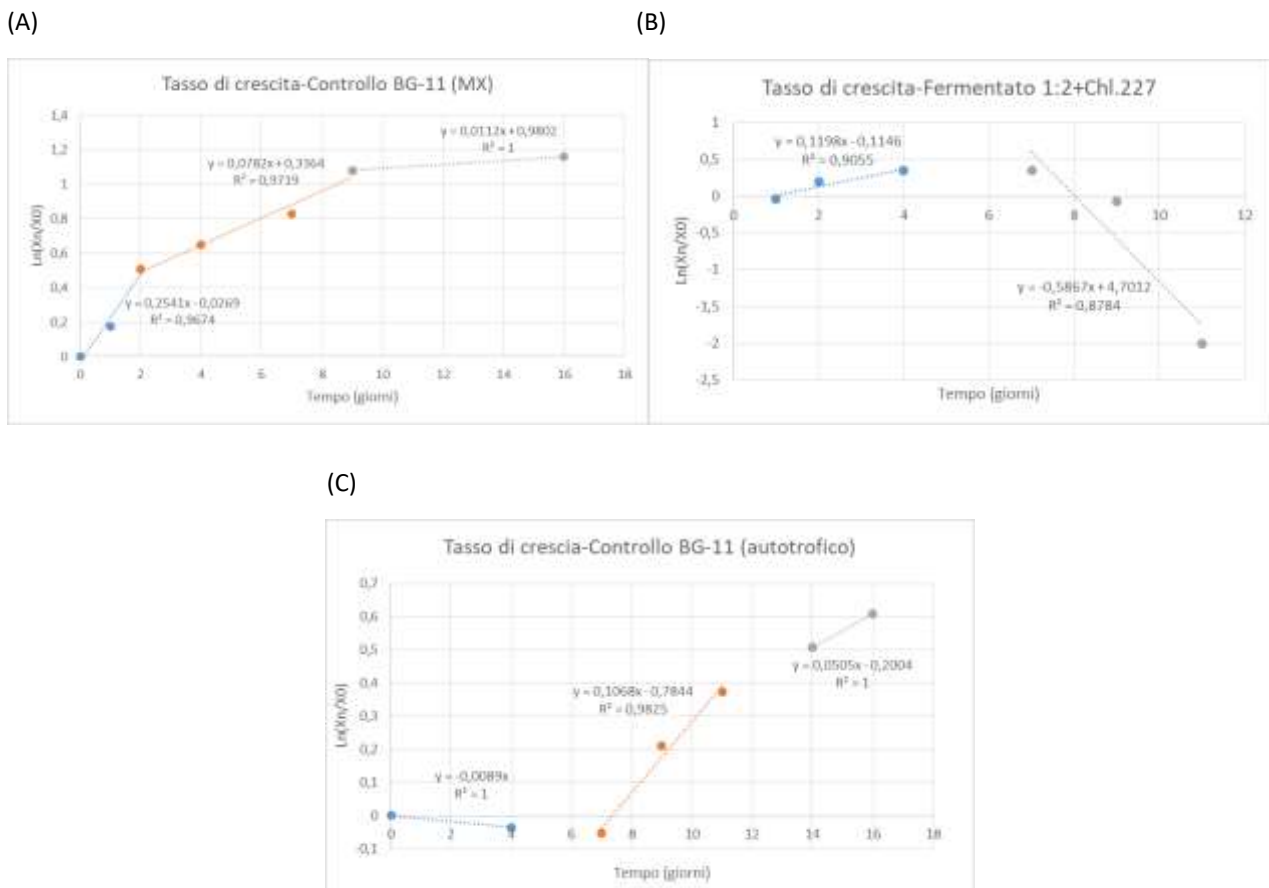 (A)
(B)
Tasso di crescita-Controllo BG-11 (MX)
1,4
1,2
1
0,8
0,6
0,4
0,2
0
y = 0,0112x + 0,9802
R² = 1
y = 0,0782x + 0,3364
R² = 0,9719
y = 0,2541x - 0,0269
R² = 0,9674
Ln(Xn/X0)
0 2 4 6 8 10 12 14 16 18
Tempo (giorni)
Tasso di crescita-Fermentato 1:2+Chl.227
1
0,5
0
-0,5
-1
-1,5
-2
-2,5
y = 0,1198x - 0,1146
R² = 0,9055
y = -0,5867x + 4,7012
R² = 0,8784
Ln(Xn/X0)
0 2 4 6 8 10 12
Tempo (giorni)
(C)
Tasso di crescia-Controllo BG-11 (autotrofico)
0,7
0,6
0,5
0,4
0,3
0,2
0,1
0
-0,1
y = 0,0505x - 0,2004
R² = 1
y = 0,1068x - 0,7844
R² = 0,9825
y = -0,0089x
R² = 1
Ln(Xn/X0)
0 2 4 6 8 10 12 14 16 18
Tempo (giorni)